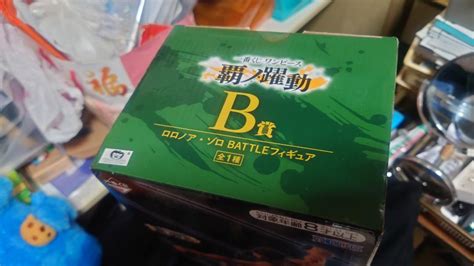 一番くじ ワンピース
覇ノ躍動
B賞
ロロノア・ゾロ BATTLEフィギュア
全1種
福